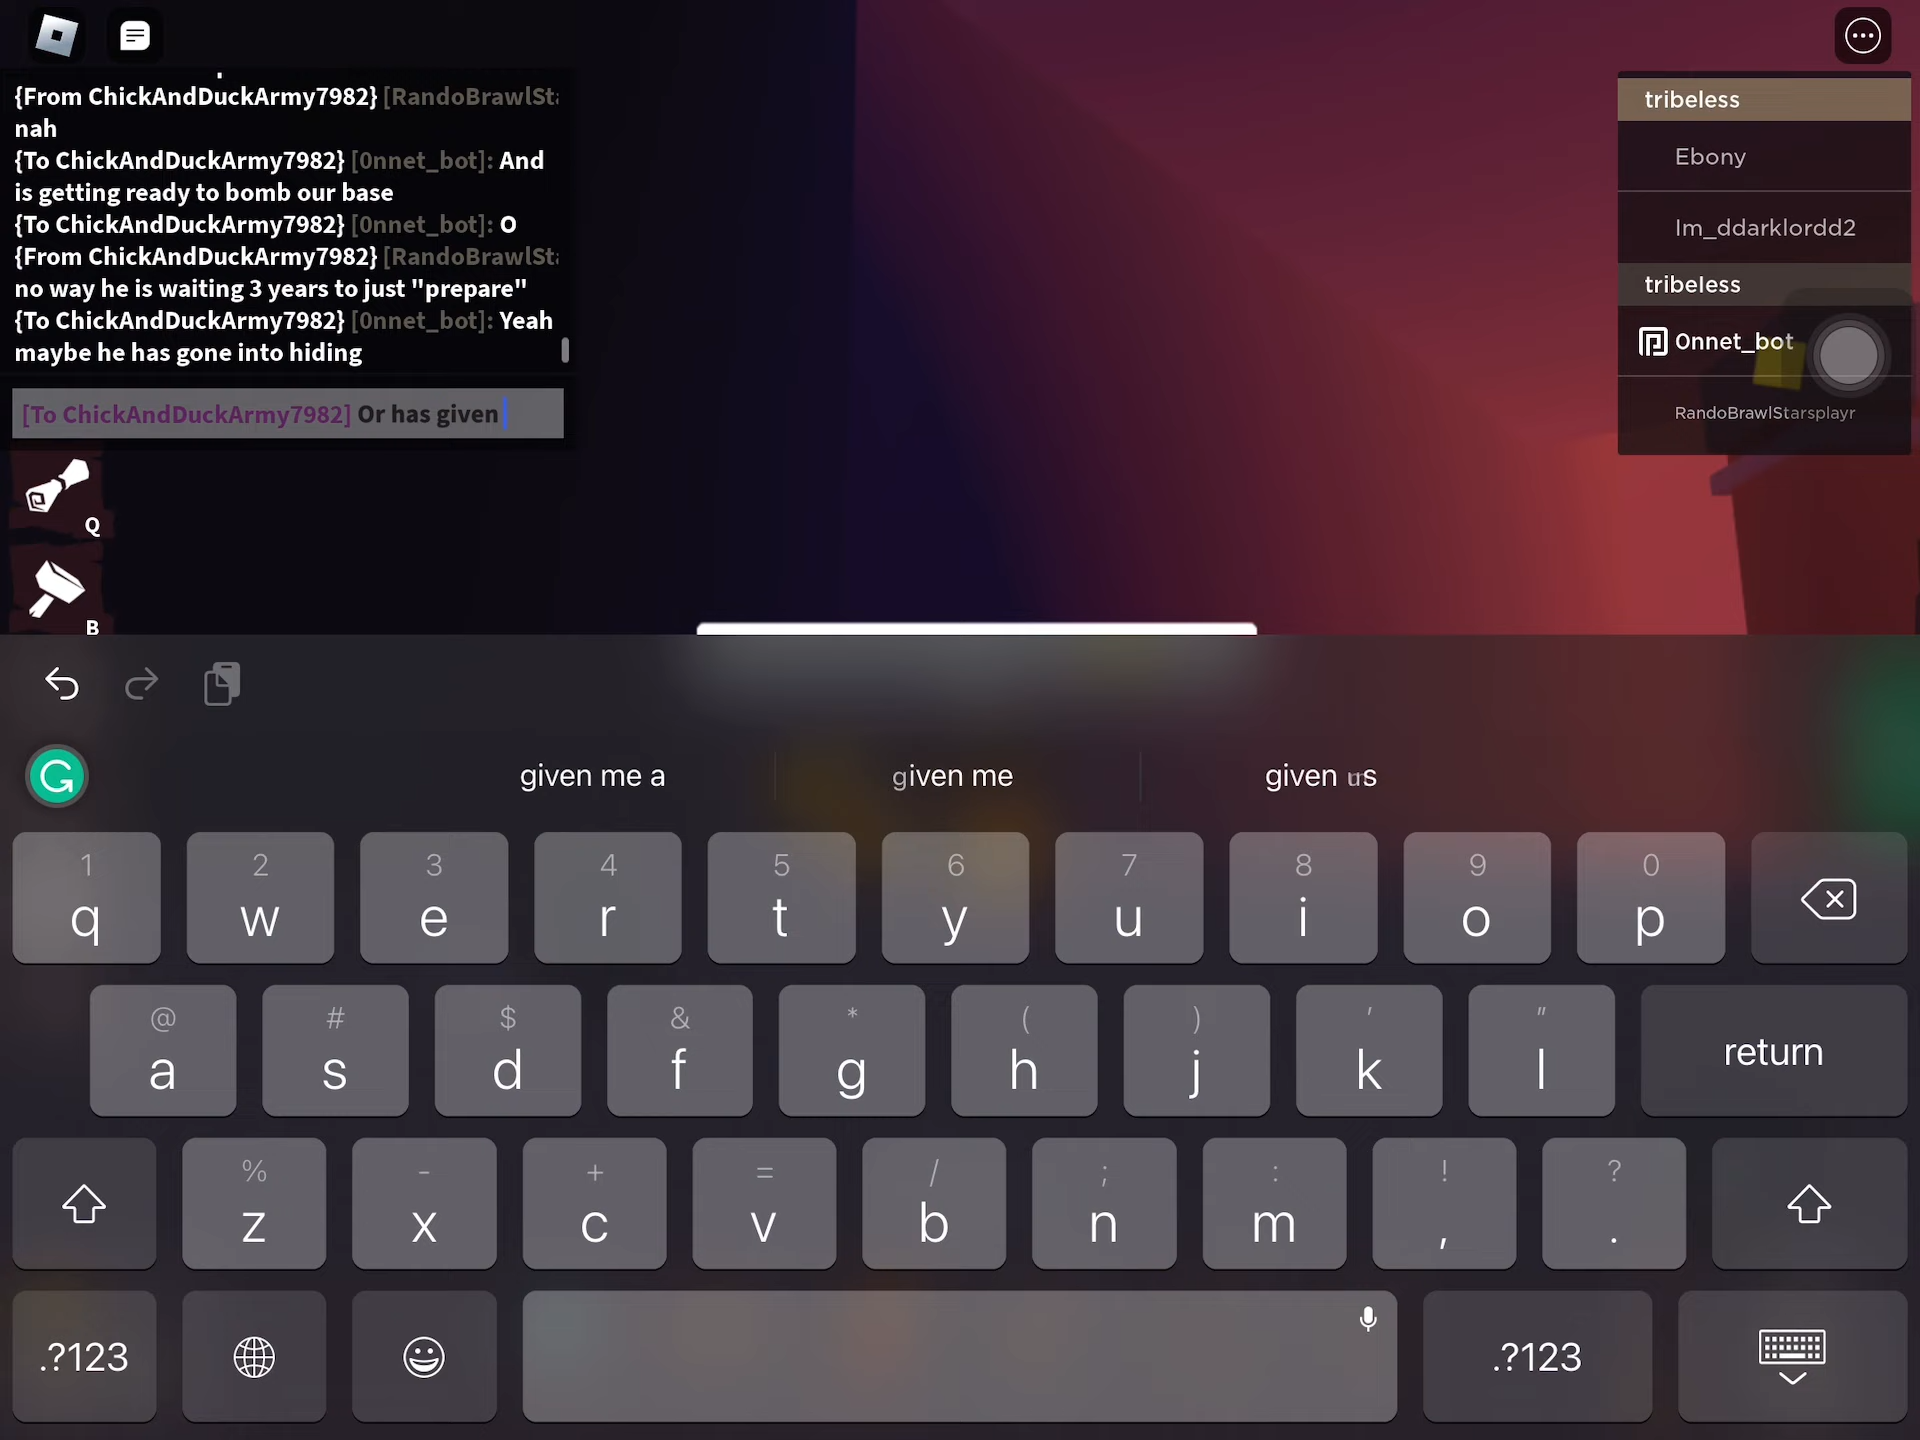 {From ChickAndDuckArmy7982} [RandoBrawlSt
nah
{To ChickAndDuckArmy7982} [0nnet_bot]: And
is getting ready to bomb our base
{To ChickAndDuckArmy7982} [0nnet_bot]: O
{From ChickAndDuckArmy7982} [RandoBrawlSt
no way he is waiting 3 years to just "prepare"
{To ChickAndDuckArmy7982} [0nnet_bot]: Yeah
maybe he has gone into hiding
[To ChickAndDuckArmy7982] Or has given
Q
B
tribeless
Ebony
Im_ddarklordd2
tribeless
0nnet_bot
RandoBrawlStarsplayr
given me a given me given us
1 2 3 4 5 6 7 8 9 0
q w e r t y u i o p
@ # $ & * ( ) ' "
a s d f g h j k l return
% - + = / ; : ! ?
z x c v b n m , .
.?123 .?123